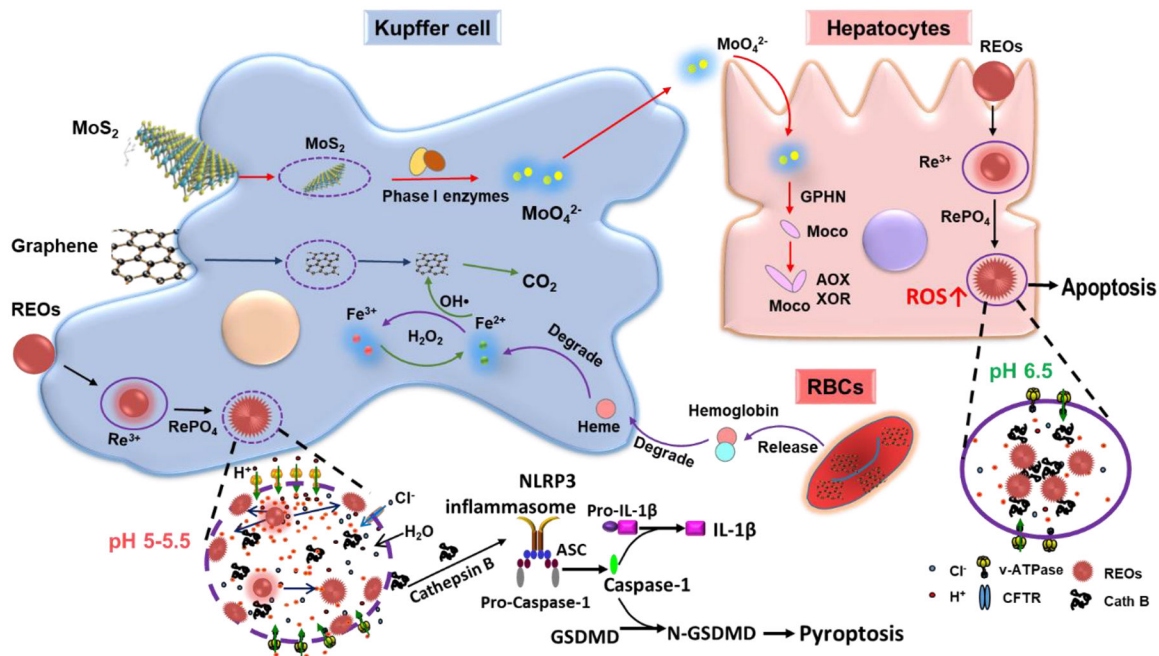 Kupffer cell
Hepatocytes
MoO₄²⁻
REOs
MoS₂
MoS₂
Phase I enzymes
MoO₄²⁻
Re³⁺
GPHN
RePO₄
Moco
Graphene
CO₂
AOX
Moco XOR
ROS↑
Apoptosis
OH•
REOs
Fe³⁺
Fe²⁺
H₂O₂
Degrade
pH 6.5
RBCs
Re³⁺
RePO₄
Heme
Hemoglobin
Degrade
Release
H⁺
NLRP3
inflammasome
Cl⁻
Pro-IL-1β
IL-1β
H₂O
pH 5-5.5
ASC
Cathepsin B
Caspase-1
Pro-Caspase-1
GSDMD
N-GSDMD
Pyroptosis
Cl⁻
v-ATPase
REOs
H⁺
CFTR
Cath B